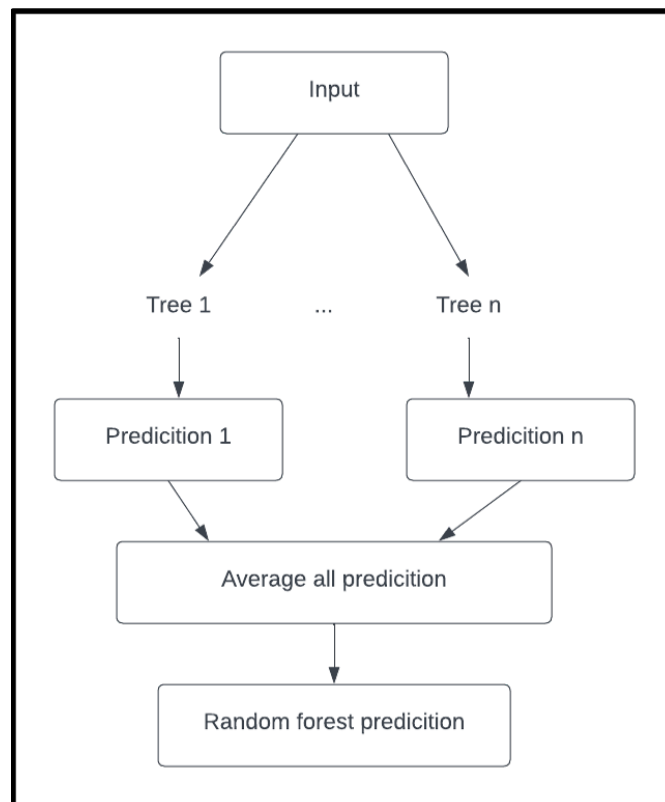 Input
Tree 1 ... Tree n
Predicition 1 Predicition n
Average all predicition
Random forest predicition